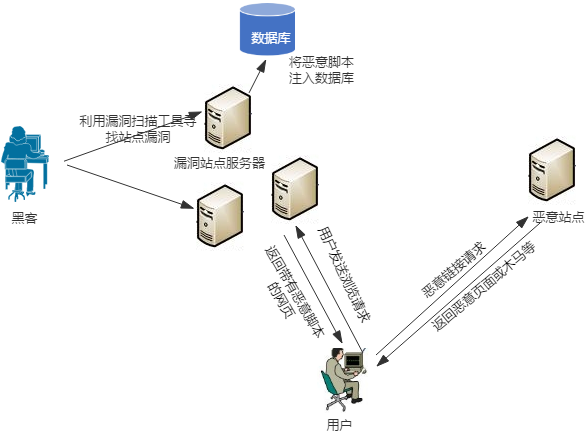 数据库
将恶意脚本
注入数据库
利用漏洞扫描工具寻
找站点漏洞
漏洞站点服务器
黑客
恶意站点
用户发送浏览请求
返回带有恶意脚本
的网页
恶意链接请求
返回恶意页面或木马等
用户